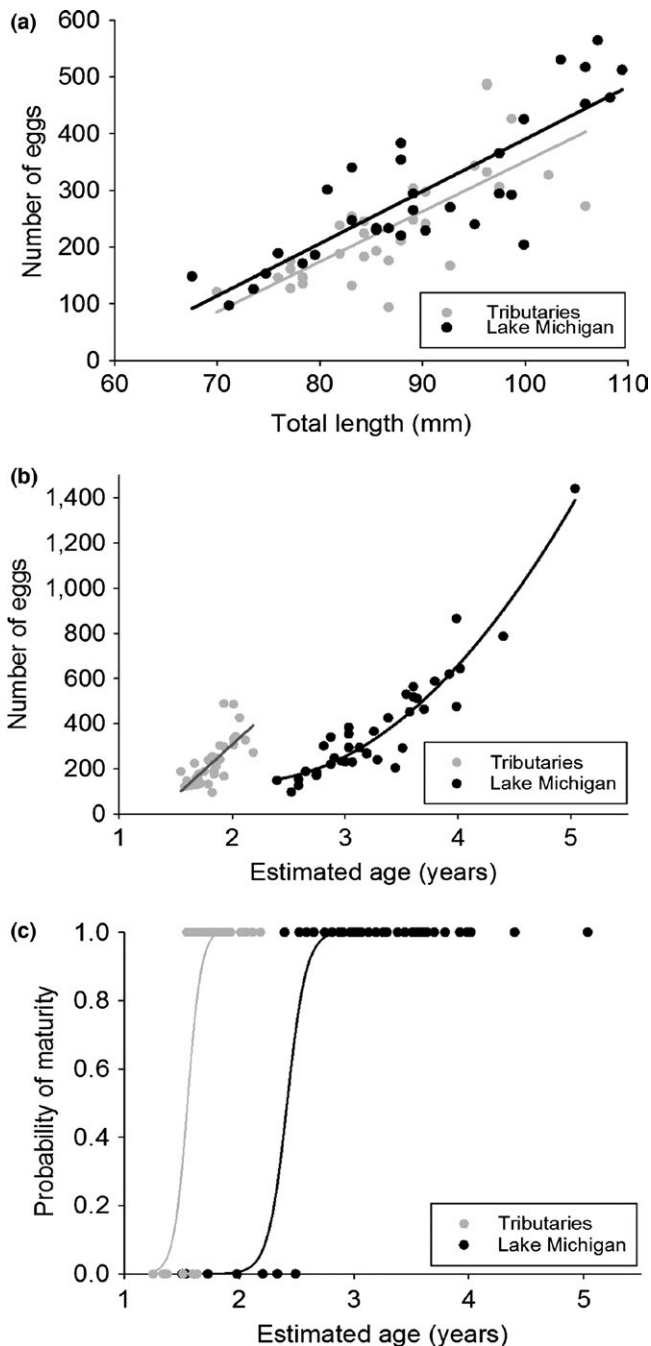 (a)
600
500
400
300
200
100
0
Number of eggs
Tributaries
Lake Michigan
60 70 80 90 100 110
Total length (mm)
(b)
1,400
1,200
1,000
800
600
400
200
0
Number of eggs
Tributaries
Lake Michigan
1 2 3 4 5
Estimated age (years)
(c)
1.0
0.8
0.6
0.4
0.2
0.0
Probability of maturity
Tributaries
Lake Michigan
1 2 3 4 5
Estimated age (years)